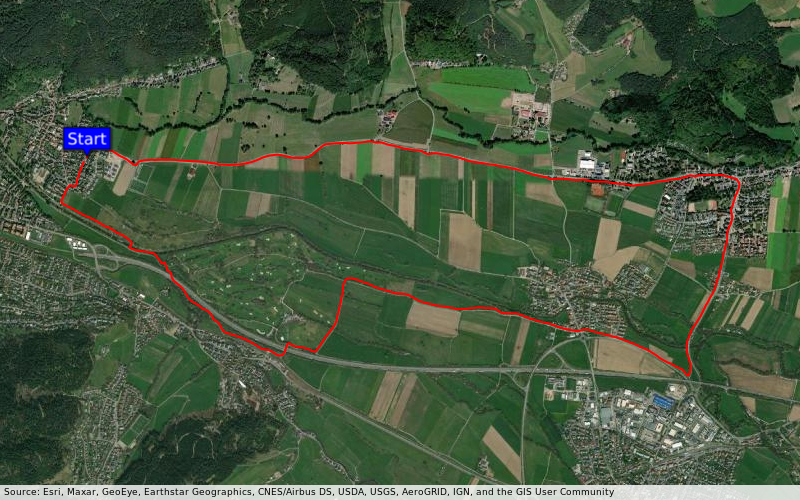 Start
Source: Esri, Maxar, GeoEye, Earthstar Geographics, CNES/Airbus DS, USDA, USGS, AeroGRID, IGN, and the GIS User Community